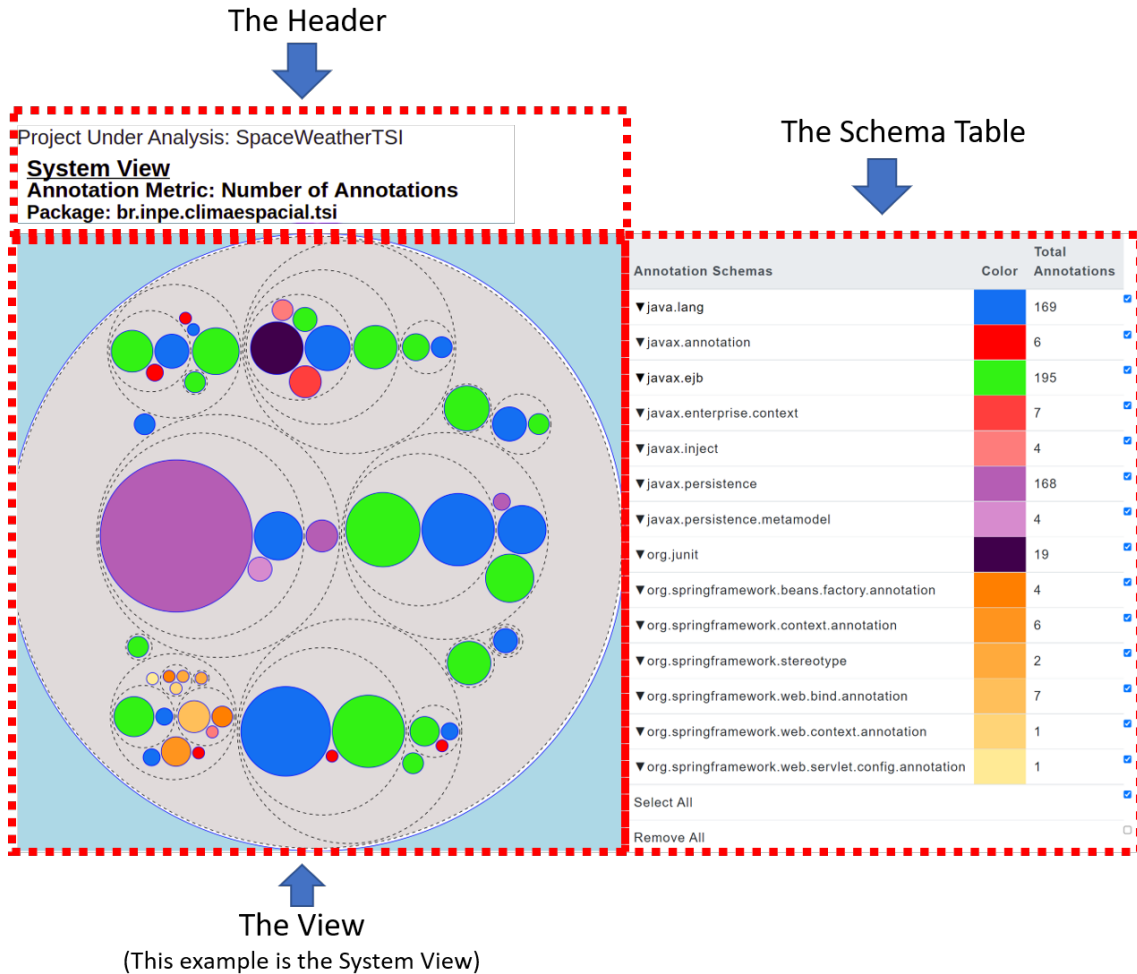 The Header
Project Under Analysis: SpaceWeatherTSI
System View
Annotation Metric: Number of Annotations
Package: br.inpe.climaespacial.tsi
The Schema Table
Annotation Schemas Color Total Annotations
▼java.lang 169
▼javax.annotation 6
▼javax.ejb 195
▼javax.enterprise.context 7
▼javax.inject 4
▼javax.persistence 168
▼javax.persistence.metamodel 4
▼org.junit 19
▼org.springframework.beans.factory.annotation 4
▼org.springframework.context.annotation 6
▼org.springframework.stereotype 2
▼org.springframework.web.bind.annotation 7
▼org.springframework.web.context.annotation 1
▼org.springframework.web.servlet.config.annotation 1
Select All
Remove All
The View
(This example is the System View)